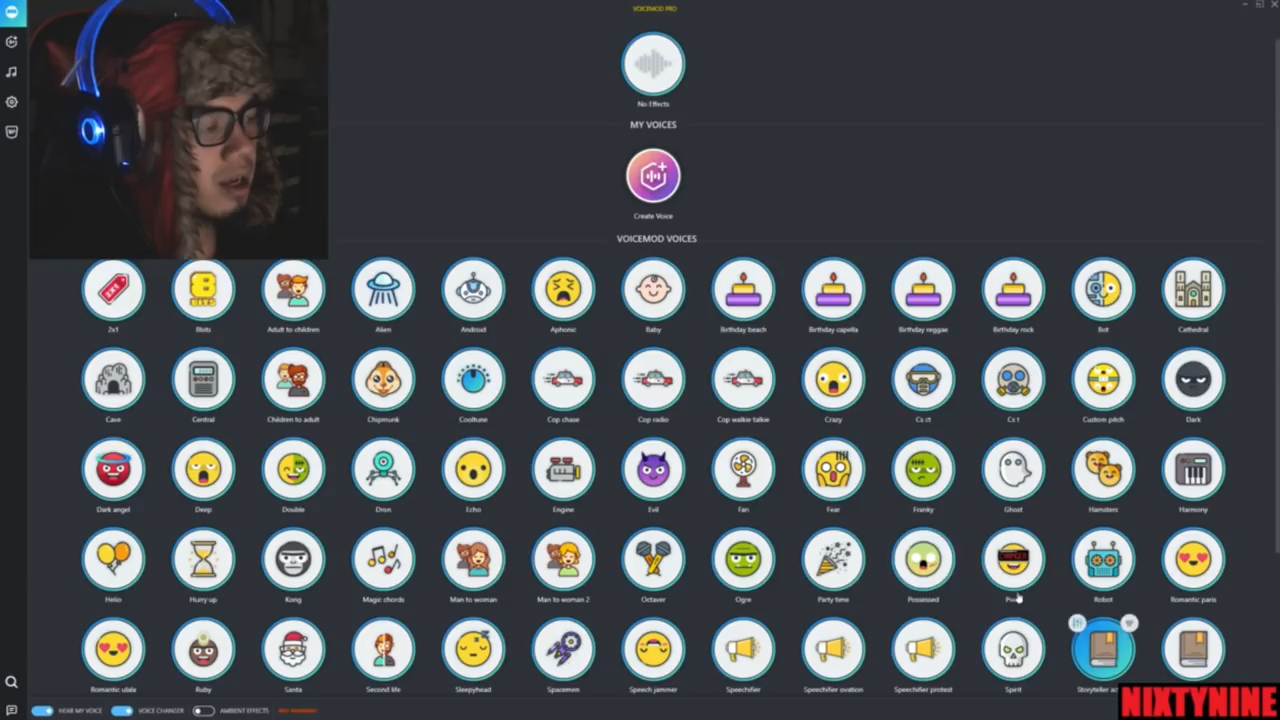 VOICEMOD PRO
No Effects
MY VOICES
Create Voice
VOICEMOD VOICES
2x1
8bits
Adult to children
Alien
Android
Aphonic
Baby
Birthday beach
Birthday capella
Birthday reggae
Birthday rock
Bot
Cathedral
Cave
Central
Children to adult
Chipmunk
Cooltune
Cop chase
Cop radio
Cop walkie talkie
Crazy
Cs ct
Cs t
Custom pitch
Dark
Dark angel
Deep
Double
Dron
Echo
Engine
Evil
Fan
Fear
Franky
Ghost
Hamsters
Harmony
Helio
Hurry up
Kong
Magic chords
Man to woman
Man to woman 2
Octaver
Ogre
Party time
Possessed
Robot
Romantic paris
Romantic ulala
Ruby
Santa
Second life
Sleepyhead
Spacemen
Speech jammer
Speechifier
Speechifier ovation
Speechifier protest
Spirit
Storyteller
HEAR MY VOICE
VOICE CHANGER
AMBIENT EFFECTS
NIXTYNINE